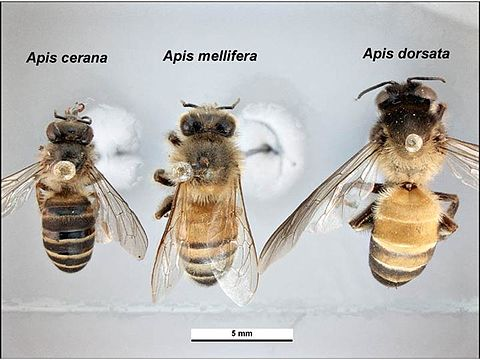 Apis cerana
Apis mellifera
Apis dorsata
5 mm